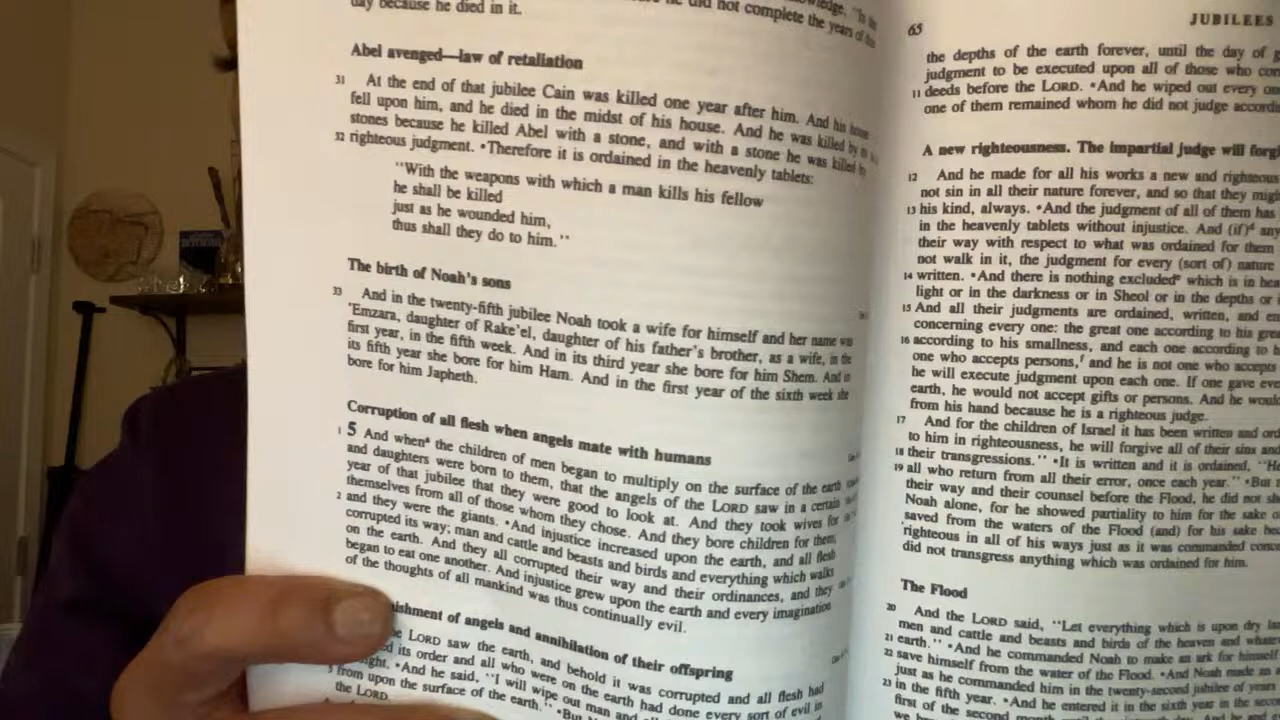 day because he died in it.
not complete the years of
Abel avenged—law of retaliation
31 At the end of that jubilee Cain was killed one year after him. And his house
fell upon him, and he died in the midst of his house. And he was killed by
stones because he killed Abel with a stone, and with a stone he was killed by
32 righteous judgment. •Therefore it is ordained in the heavenly tablets:
"With the weapons with which a man kills his fellow
he shall be killed
just as he wounded him,
thus shall they do to him."
The birth of Noah's sons
33 And in the twenty-fifth jubilee Noah took a wife for himself and her name was
'Emzara, daughter of Rake'el, daughter of his father's brother, as a wife, in the
first year, in the fifth week. And in its third year she bore for him Shem. And in
its fifth year she bore for him Ham. And in the first year of the sixth week she
bore for him Japheth.
Corruption of all flesh when angels mate with humans
1 5 And when a the children of men began to multiply on the surface of the earth
and daughters were born to them, that the angels of the LORD saw in a certain
year of that jubilee that they were good to look at. And they took wives for
themselves from all of those whom they chose. And they bore children for them;
2 and they were the giants. •And injustice increased upon the earth, and all flesh
corrupted its way; man and cattle and beasts and birds and everything which walks
on the earth. And they all corrupted their way and their ordinances, and they
began to eat one another. And injustice grew upon the earth and every imagination
of the thoughts of all mankind was thus continually evil.
ishment of angels and annihilation of their offspring
LORD saw the earth, and behold it was corrupted and all flesh had
its order and all who were on the earth had done every sort of evil in
•And he said, "I will wipe out man and all
from upon the surface of the earth."
the LORD.
65 JUBILEES
the depths of the earth forever, until the day of
judgment to be executed upon all of those who
11 deeds before the LORD. •And he wiped out every
one of them remained whom he did not judge
A new righteousness. The impartial judge will
12 And he made for all his works a new and righteous
not sin in all their nature forever, and so that they
13 his kind, always. •And the judgment of all of them has
in the heavenly tablets without injustice. And (if) d any
their way with respect to what was ordained for them
not walk in it, the judgment for every (sort of) nature
14 written. •And there is nothing excluded e which is in
light or in the darkness or in Sheol or in the depths or
15 And all their judgments are ordained, written, and
concerning every one: the great one according to his
16 according to his smallness, and each one according to
one who accepts persons, f and he is not one who accepts
he will execute judgment upon each one. If one gave
earth, he would not accept gifts or persons. And he
from his hand because he is a righteous judge.
17 And for the children of Israel it has been written and
to him in righteousness, he will forgive all of their sins and
18 their transgressions." •It is written and it is ordained,
19 all who return from all their error, once each year." •But
their way and their counsel before the Flood, he did not
Noah alone, for he showed partiality to him for the sake
saved from the waters of the Flood (and) for his sake
righteous in all of his ways just as it was commanded
did not transgress anything which was ordained for him.
The Flood
20 And the LORD said, "Let everything which is upon dry
men and cattle and beasts and birds of the heaven and
21 earth." •And he commanded Noah to make an ark for himself
22 save himself from the water of the Flood. •And Noah made
just as he commanded him in the twenty-second jubilee of years
23 in the fifth year. •And he entered it in the sixth year in the
first of the second month